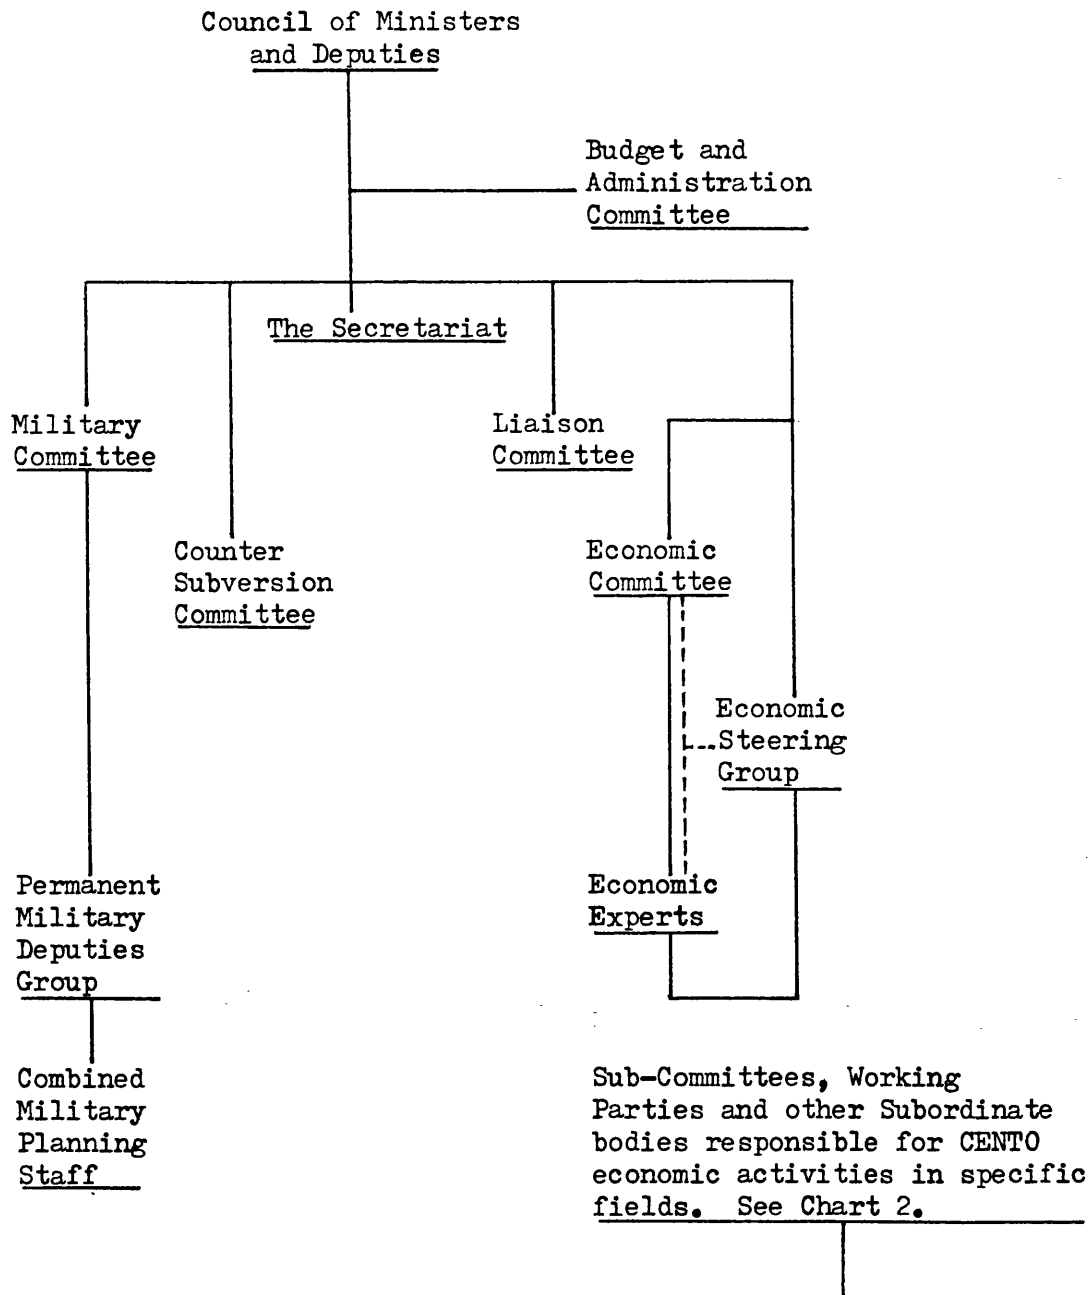 Council of Ministers
and Deputies
Budget and
Administration
Committee
The Secretariat
Military
Committee
Liaison
Committee
Counter
Subversion
Committee
Economic
Committee
Economic
Steering
Group
Permanent
Military
Deputies
Group
Economic
Experts
Combined
Military
Planning
Staff
Sub-Committees, Working
Parties and other Subordinate
bodies responsible for CENTO
economic activities in specific
fields. See Chart 2.